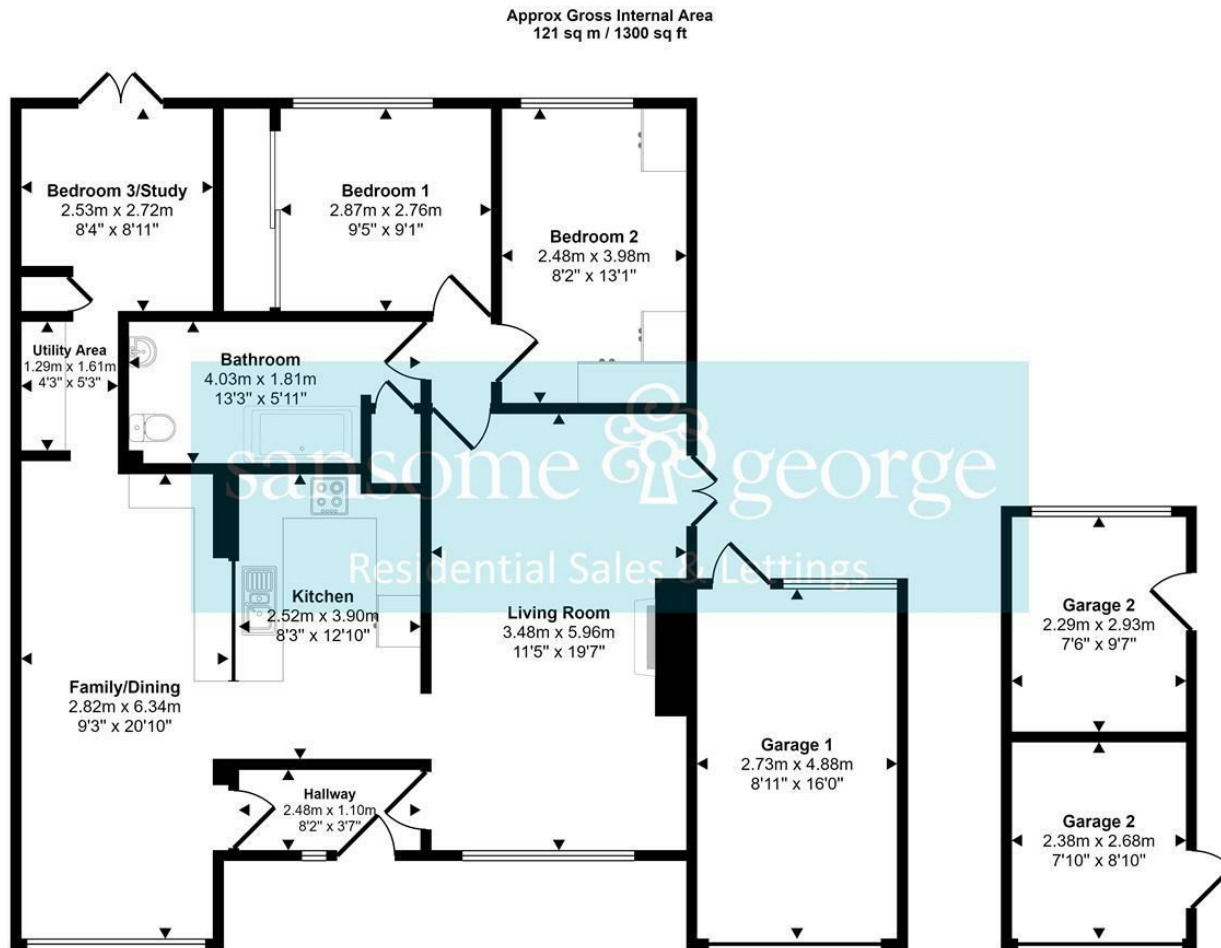 Approx Gross Internal Area
121 sq m / 1300 sq ft
Bedroom 3/Study
2.53m x 2.72m
8'4" x 8'11"
Bedroom 1
2.87m x 2.76m
9'5" x 9'1"
Bedroom 2
2.48m x 3.98m
8'2" x 13'1"
Utility Area
1.29m x 1.61m
4'3" x 5'3"
Bathroom
4.03m x 1.81m
13'3" x 5'11"
sansome george
Residential Sales & Lettings
Kitchen
2.52m x 3.90m
8'3" x 12'10"
Living Room
3.48m x 5.96m
11'5" x 19'7"
Garage 2
2.29m x 2.93m
7'6" x 9'7"
Family/Dining
2.82m x 6.34m
9'3" x 20'10"
Garage 1
2.73m x 4.88m
8'11" x 16'0"
Hallway
2.48m x 1.10m
8'2" x 3'7"
Garage 2
2.38m x 2.68m
7'10" x 8'10"